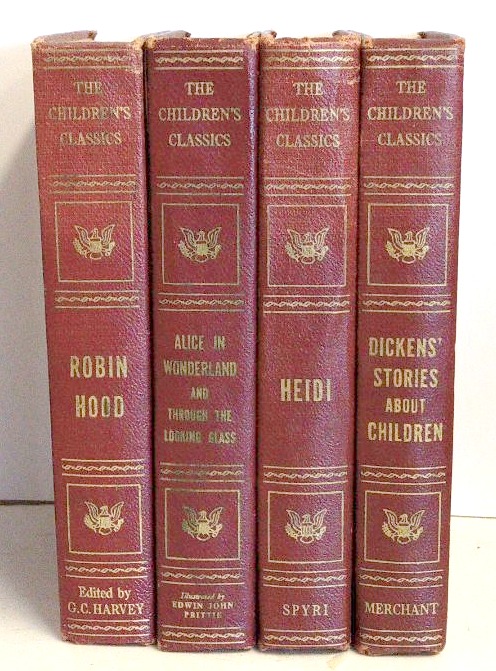 THE
CHILDREN'S
CLASSICS
ROBIN
HOOD
Edited by
G.C. HARVEY
THE
CHILDREN'S
CLASSICS
ALICE IN
WONDERLAND
AND
THROUGH THE
LOOKING GLASS
Illustrated by
EDWIN JOHN
PRITTIE
THE
CHILDREN'S
CLASSICS
HEIDI
SPYRI
THE
CHILDREN'S
CLASSICS
DICKENS'
STORIES
ABOUT
CHILDREN
MERCHANT